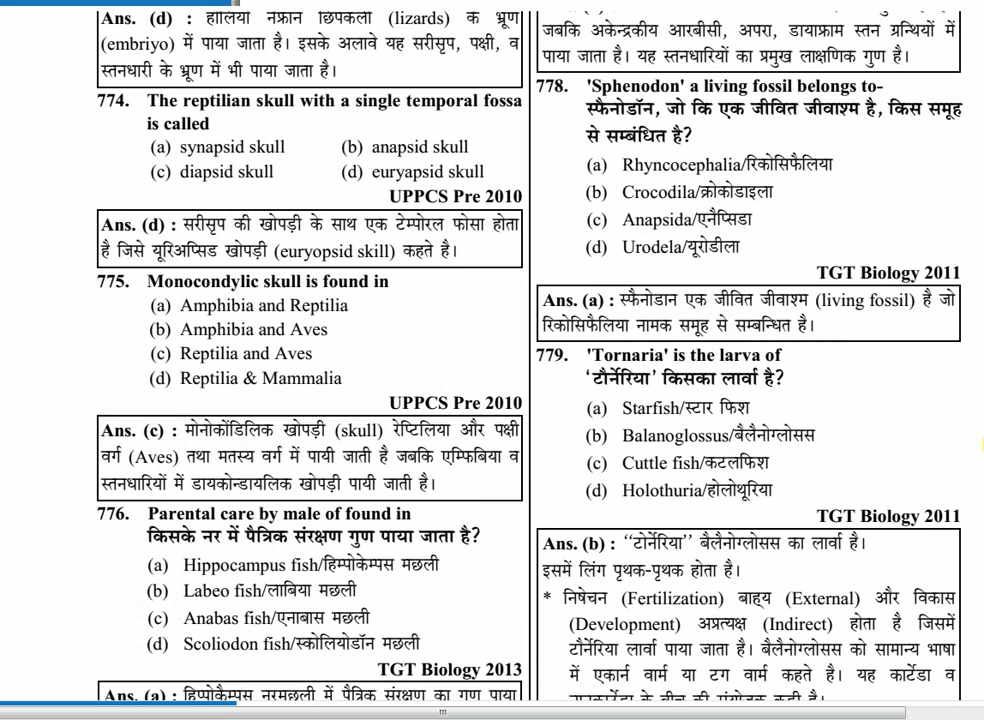 Ans. (d) : हीलियो नेफ्रान छिपकली (lizards) के भ्रूण
(embriyo) में पाया जाता है। इसके अलावे यह सरीसृप, पक्षी, व
स्तनधारी के भ्रूण में भी पाया जाता है।
774. The reptilian skull with a single temporal fossa
is called
(a) synapsid skull (b) anapsid skull
(c) diapsid skull (d) euryapsid skull
UPPCS Pre 2010
Ans. (d) : सरीसृप की खोपड़ी के साथ एक टेम्पोरल फोसा होता
है जिसे यूरिअप्सिड खोपड़ी (euryopsid skill) कहते है।
775. Monocondylic skull is found in
(a) Amphibia and Reptilia
(b) Amphibia and Aves
(c) Reptilia and Aves
(d) Reptilia & Mammalia
UPPCS Pre 2010
Ans. (c) : मोनोकोंडिलिक खोपड़ी (skull) रेप्टिलिया और पक्षी
वर्ग (Aves) तथा मतस्य वर्ग में पायी जाती है जबकि एम्फिबिया व
स्तनधारियों में डायकोन्डायलिक खोपड़ी पायी जाती है।
776. Parental care by male of found in
किसके नर में पैत्रिक संरक्षण गुण पाया जाता है?
(a) Hippocampus fish/हिम्पोकेम्पस मछली
(b) Labeo fish/लाबिया मछली
(c) Anabas fish/एनाबास मछली
(d) Scoliodon fish/स्कोलियोडॉन मछली
TGT Biology 2013
Ans. (a) : हिप्पोकैम्पस नरमछली में पैत्रिक संरक्षण का गुण पाया
जबकि अकेन्द्रकीय आरबीसी, अपरा, डायाफ्राम स्तन ग्रन्थियों में
पाया जाता है। यह स्तनधारियों का प्रमुख लाक्षणिक गुण है।
778. 'Sphenodon' a living fossil belongs to-
स्फैनोडॉन, जो कि एक जीवित जीवाश्म है, किस समूह
से सम्बंधित है?
(a) Rhyncocephalia/रिकोसिफैलिया
(b) Crocodila/क्रोकोडाइला
(c) Anapsida/एनैप्सिडा
(d) Urodela/यूरोडीला
TGT Biology 2011
Ans. (a) : स्फैनोडान एक जीवित जीवाश्म (living fossil) है जो
रिकोसिफैलिया नामक समूह से सम्बन्धित है।
779. 'Tornaria' is the larva of
‘टौर्नेरिया’ किसका लार्वा है?
(a) Starfish/स्टार फिश
(b) Balanoglossus/बैलैनोग्लोसस
(c) Cuttle fish/कटलफिश
(d) Holothuria/होलोथूरिया
TGT Biology 2011
Ans. (b) : ‘‘टोर्नेरिया’’ बैलैनोग्लोसस का लार्वा है।
इसमें लिंग पृथक-पृथक होता है।
* निषेचन (Fertilization) बाह्य (External) और विकास
(Development) अप्रत्यक्ष (Indirect) होता है जिसमें
टौर्नेरिया लार्वा पाया जाता है। बैलैनोग्लोसस को सामान्य भाषा
में एकार्न वार्म या टग वार्म कहते है। यह कार्टेडा व